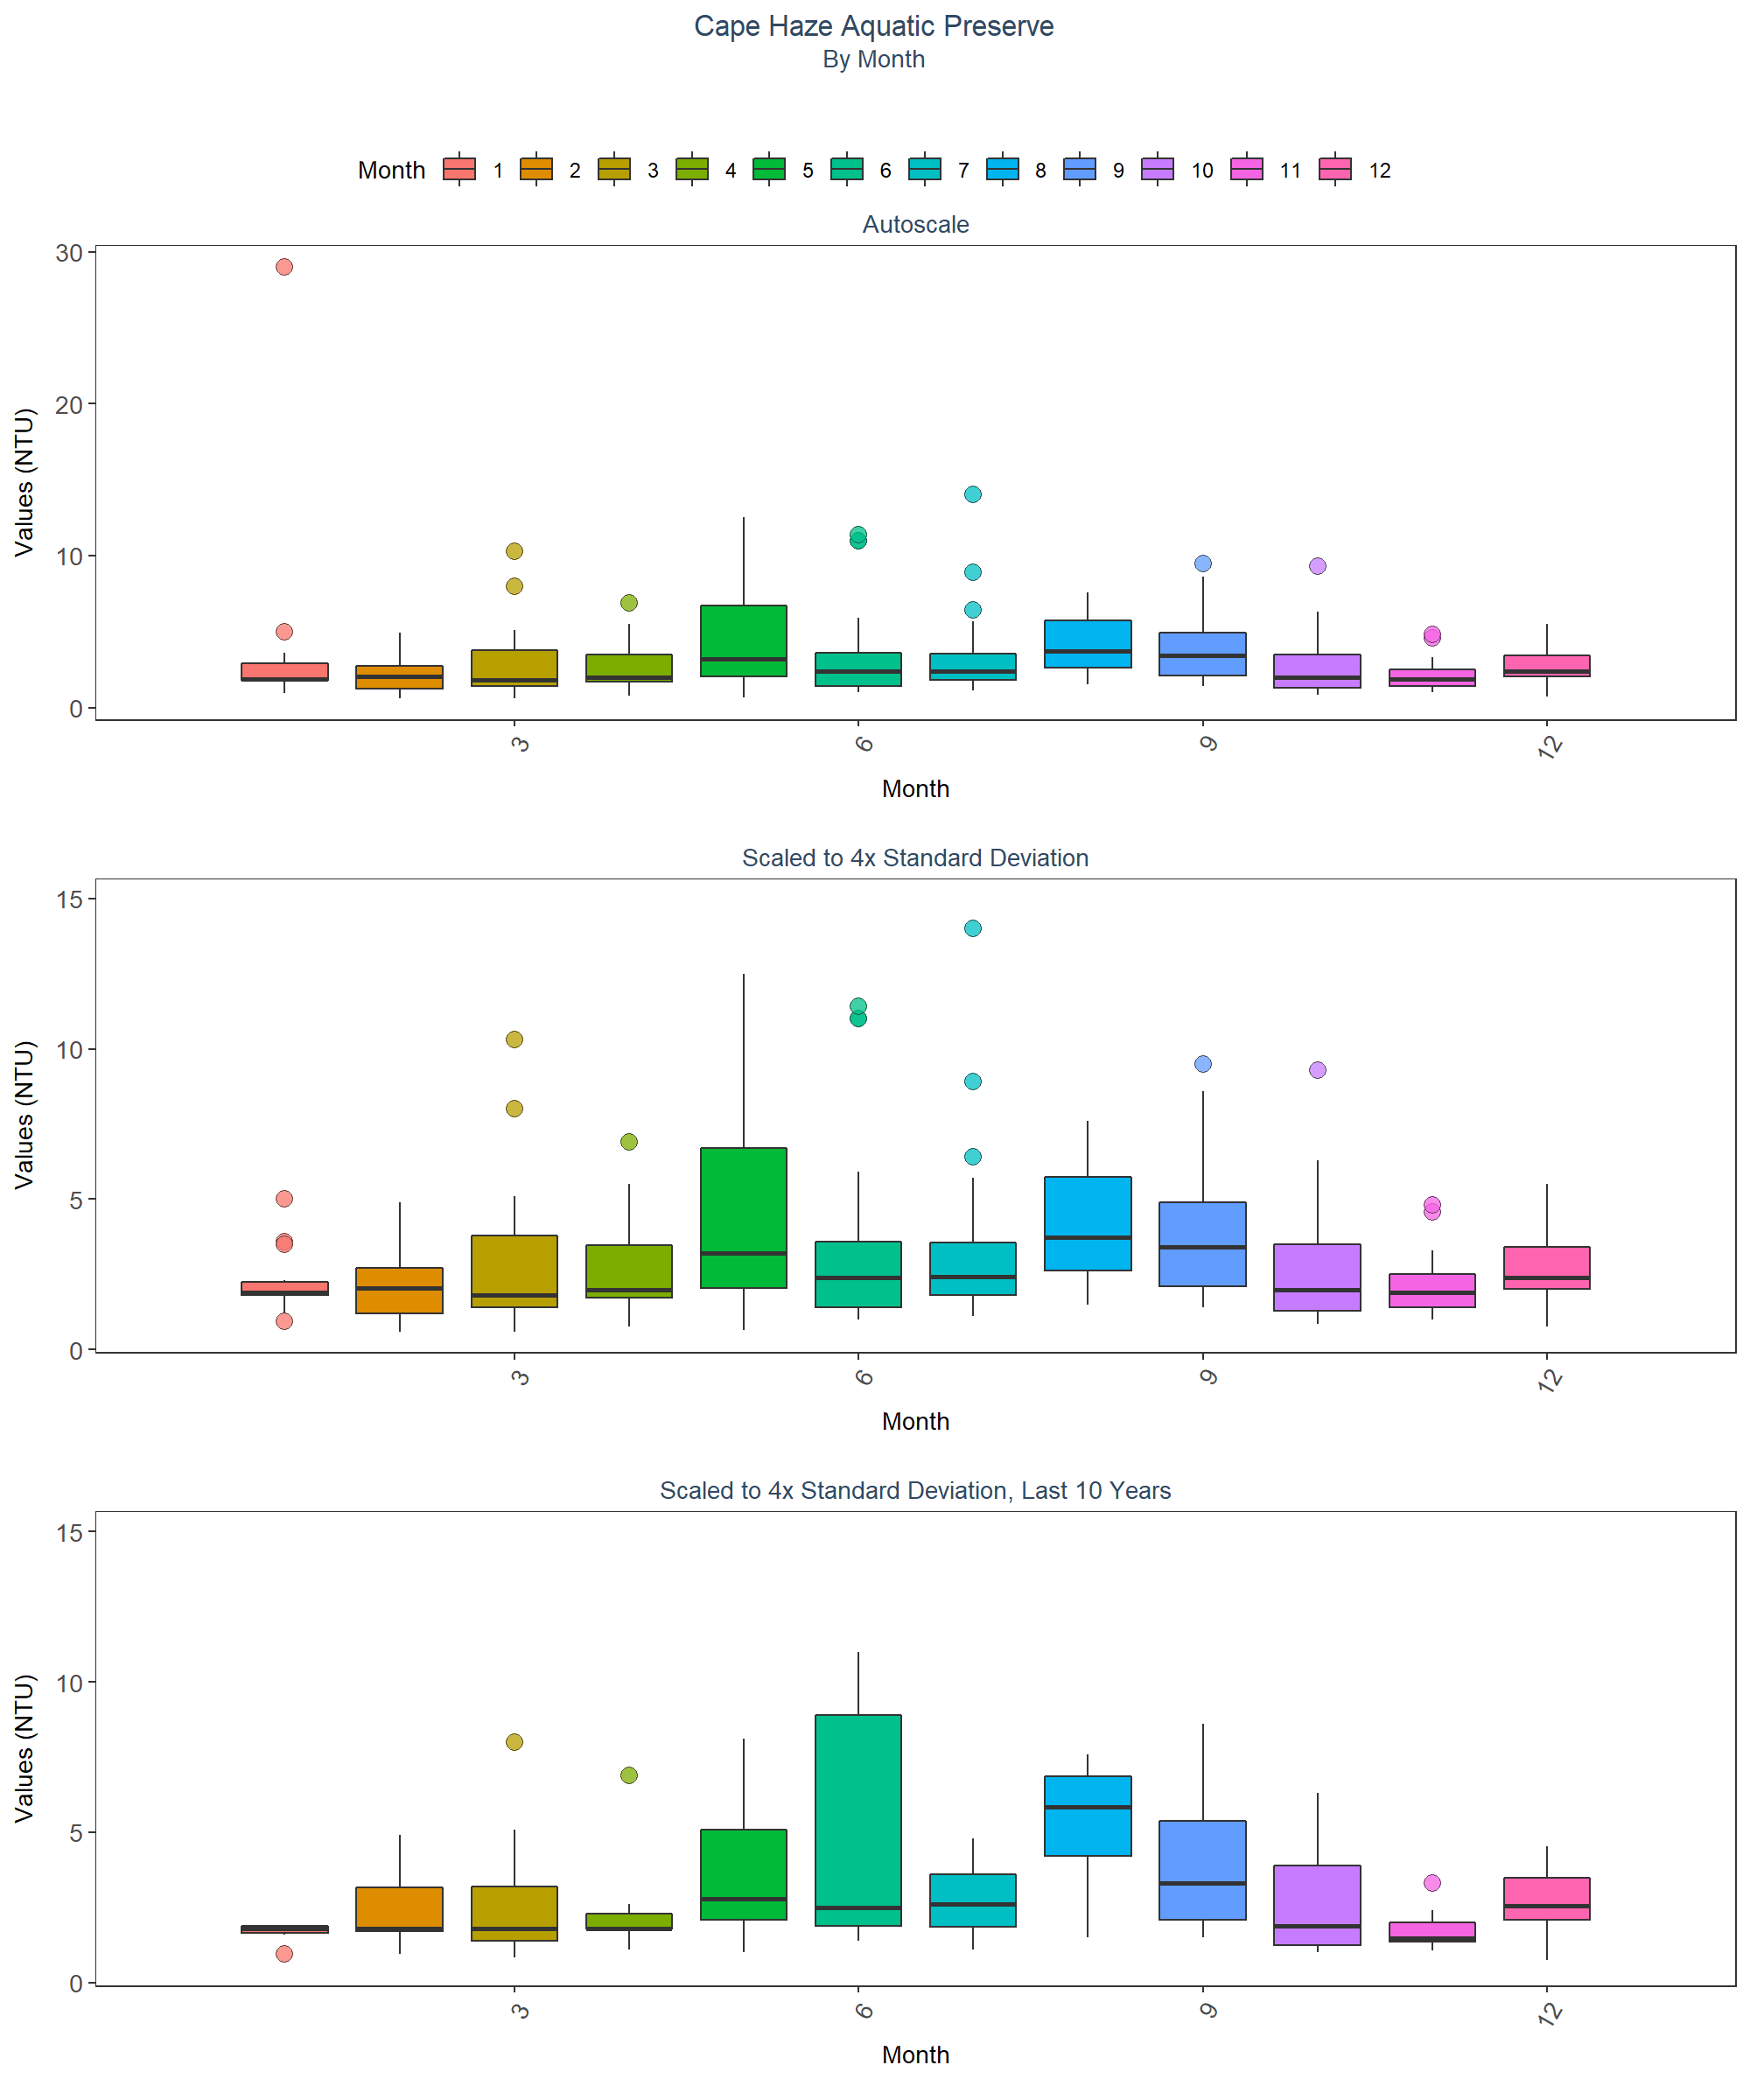 Cape Haze Aquatic Preserve
By Month
Month 1 2 3 4 5 6 7 8 9 10 11 12
Autoscale
30
20
10
0
Values (NTU)
3 6 9 12
Month
Scaled to 4x Standard Deviation
15
10
5
0
Values (NTU)
3 6 9 12
Month
Scaled to 4x Standard Deviation, Last 10 Years
15
10
5
0
Values (NTU)
3 6 9 12
Month